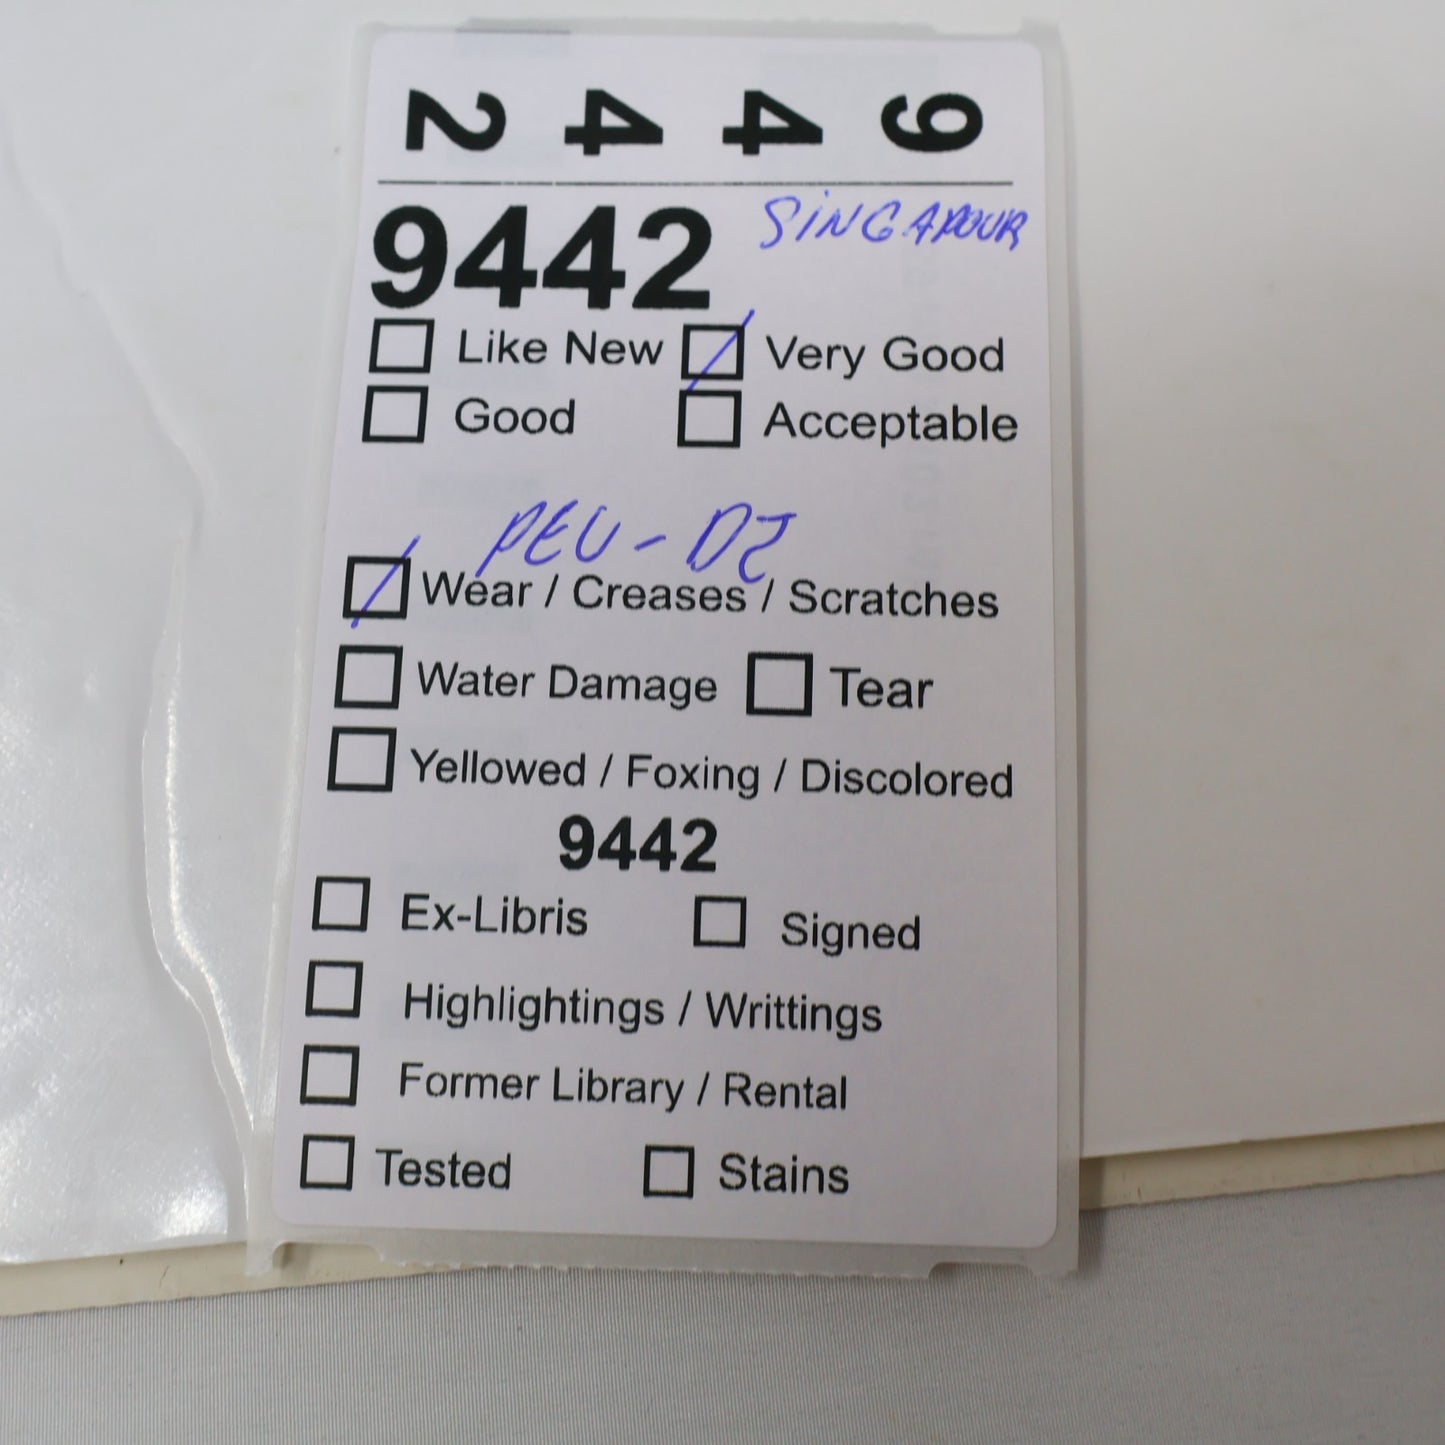 9 4 4 2
9442 SINGAPOUR
Like New Very Good
Good Acceptable
PEU - DJ
Wear / Creases / Scratches
Water Damage Tear
Yellowed / Foxing / Discolored
9442
Ex-Libris Signed
Highlightings / Writtings
Former Library / Rental
Tested Stains